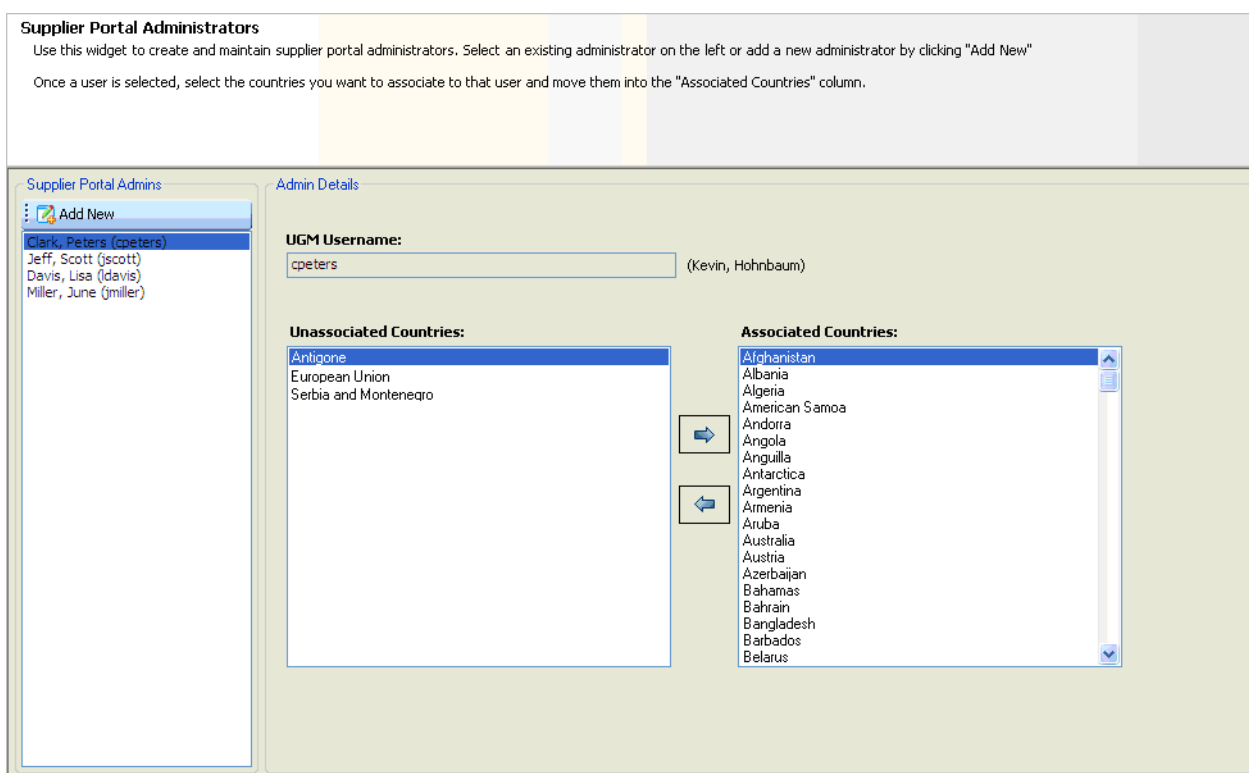 Supplier Portal Administrators
Use this widget to create and maintain supplier portal administrators. Select an existing administrator on the left or add a new administrator by clicking "Add New"
Once a user is selected, select the countries you want to associate to that user and move them into the "Associated Countries" column.
Supplier Portal Admins
Add New
Clark, Peters (cpeters)
Jeff, Scott (jscott)
Davis, Lisa (ldavis)
Miller, June (jmiller)
Admin Details
UGM Username:
cpeters
(Kevin, Hohnbaum)
Unassociated Countries:
Antigone
European Union
Serbia and Montenegro
Associated Countries:
Afghanistan
Albania
Algeria
American Samoa
Andorra
Angola
Anguilla
Antarctica
Argentina
Armenia
Aruba
Australia
Austria
Azerbaijan
Bahamas
Bahrain
Bangladesh
Barbados
Belarus